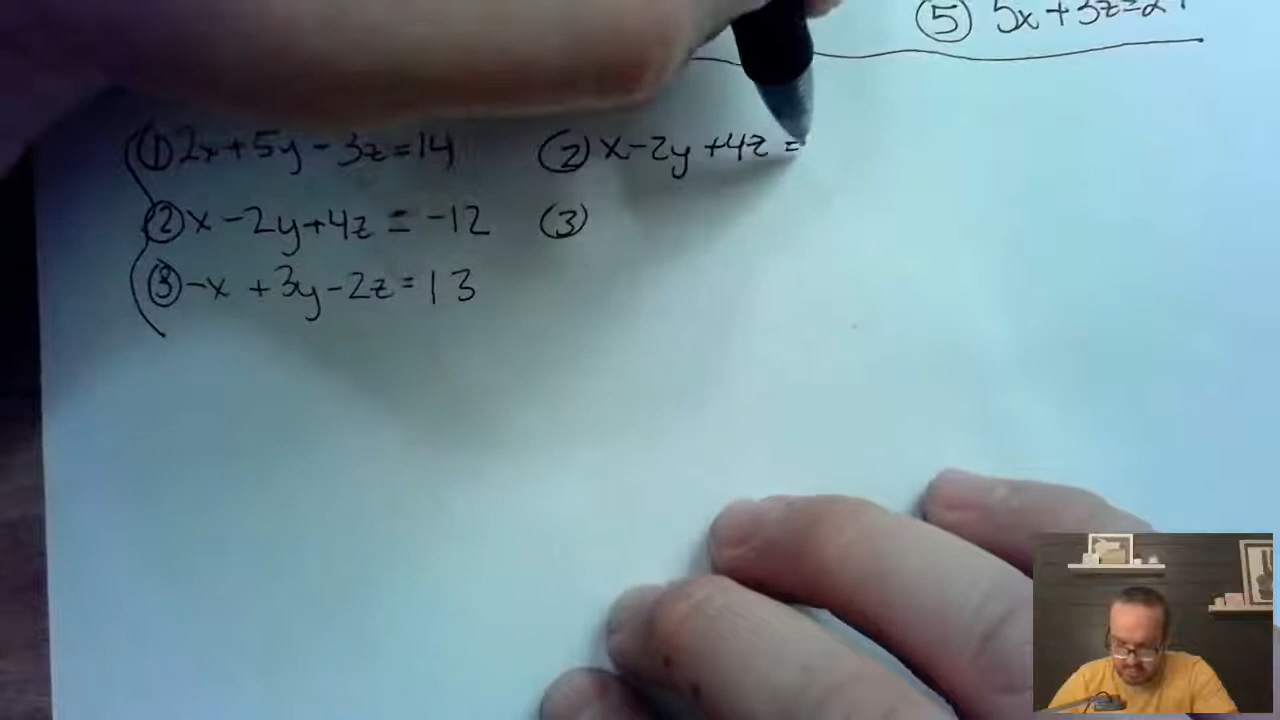 ⑤ 5x + 3z = 2
① 2x + 5y - 3z = 14
② x - 2y + 4z =
② x - 2y + 4z = -12
③
③ -x + 3y - 2z = 13